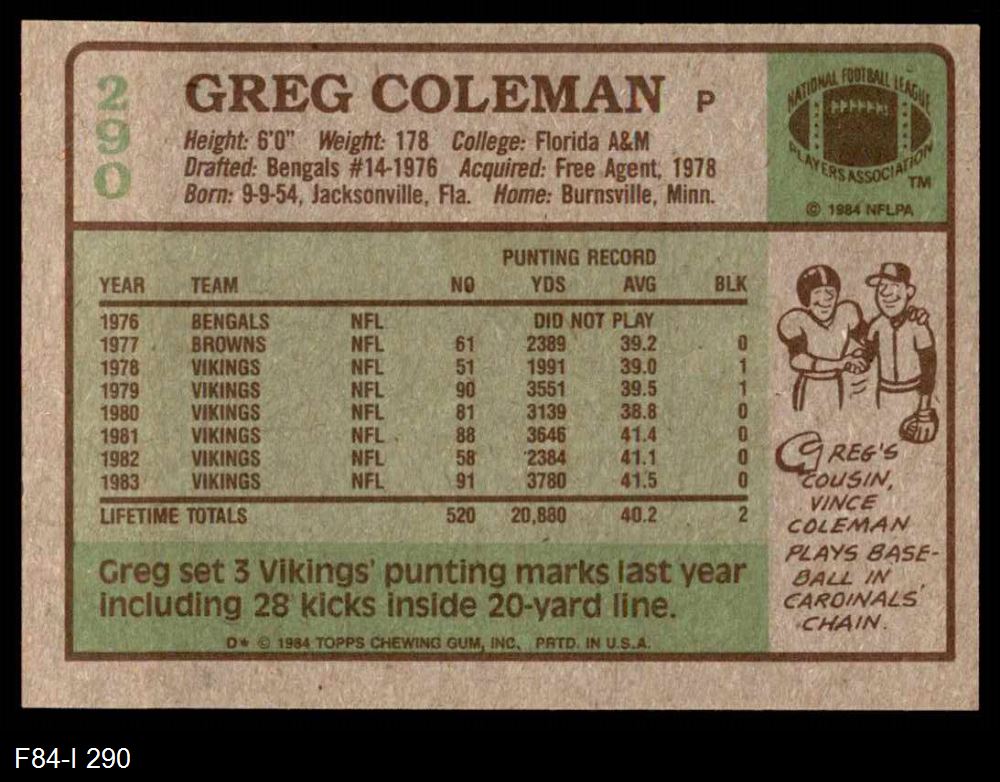 290
GREG COLEMAN P
Height: 6'0" Weight: 178 College: Florida A&M
Drafted: Bengals #14-1976 Acquired: Free Agent, 1978
Born: 9-9-54, Jacksonville, Fla. Home: Burnsville, Minn.
NATIONAL FOOTBALL LEAGUE
PLAYERS ASSOCIATION
TM
© 1984 NFLPA
PUNTING RECORD
YEAR TEAM NO YDS AVG BLK
1976 BENGALS NFL DID NOT PLAY
1977 BROWNS NFL 61 2389 39.2 0
1978 VIKINGS NFL 51 1991 39.0 1
1979 VIKINGS NFL 90 3551 39.5 1
1980 VIKINGS NFL 81 3139 38.8 0
1981 VIKINGS NFL 88 3646 41.4 0
1982 VIKINGS NFL 58 2384 41.1 0
1983 VIKINGS NFL 91 3780 41.5 0
LIFETIME TOTALS 520 20,880 40.2 2
Greg set 3 Vikings' punting marks last year
including 28 kicks inside 20-yard line.
D* © 1984 TOPPS CHEWING GUM, INC. PRTD. IN U.S.A.
GREG'S
COUSIN,
VINCE
COLEMAN
PLAYS BASE-
BALL IN
CARDINALS'
CHAIN.
F84-I 290